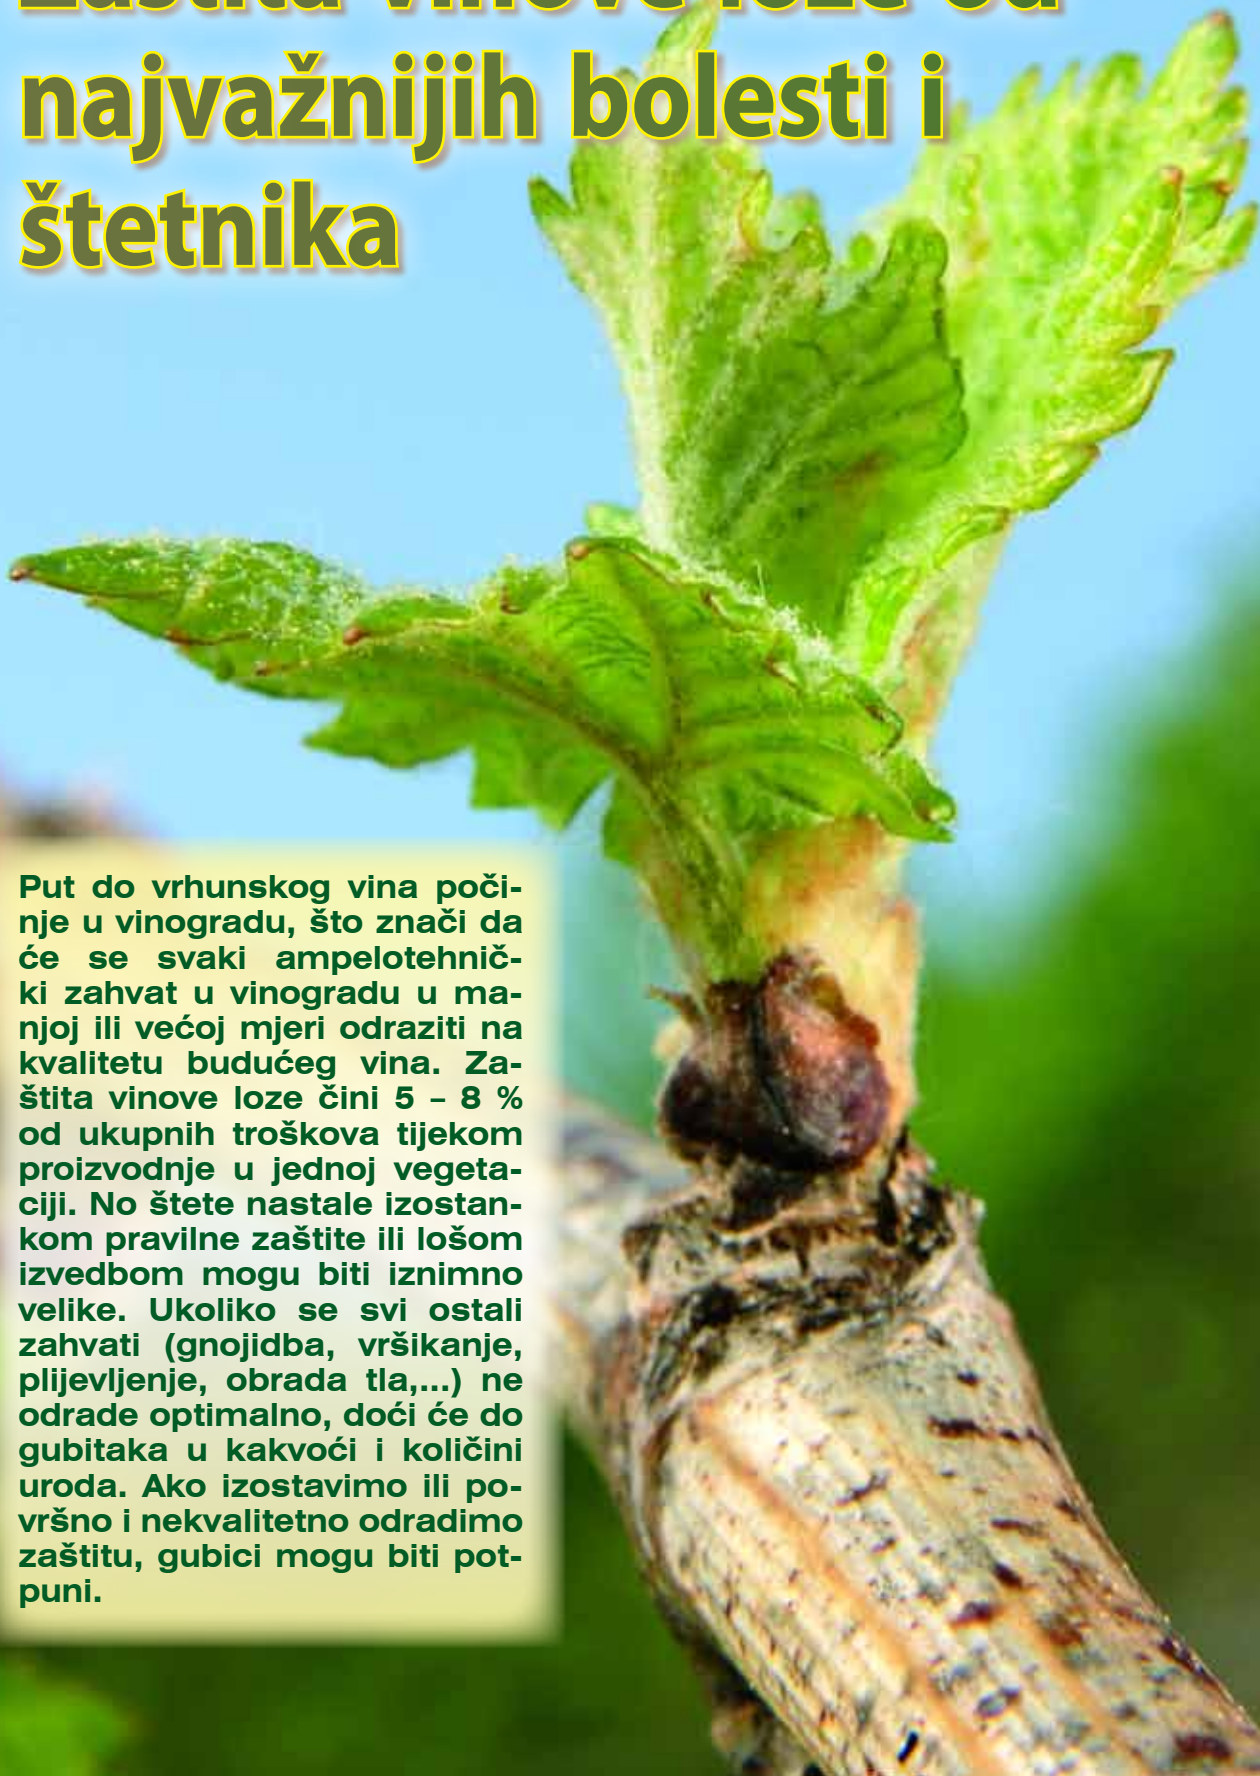 Zaštita vinove loze od
najvažnijih bolesti i
štetnika
Put do vrhunskog vina poči-
nje u vinogradu, što znači da
će se svaki ampelotehnič-
ki zahvat u vinogradu u ma-
njoj ili većoj mjeri odraziti na
kvalitetu budućeg vina. Za-
štita vinove loze čini 5 – 8 %
od ukupnih troškova tijekom
proizvodnje u jednoj vegeta-
ciji. No štete nastale izostan-
kom pravilne zaštite ili lošom
izvedbom mogu biti iznimno
velike. Ukoliko se svi ostali
zahvati (gnojidba, vršikanje,
plijevljenje, obrada tla,...) ne
odrade optimalno, doći će do
gubitaka u kakvoći i količini
uroda. Ako izostavimo ili po-
vršno i nekvalitetno odradimo
zaštitu, gubici mogu biti pot-
puni.